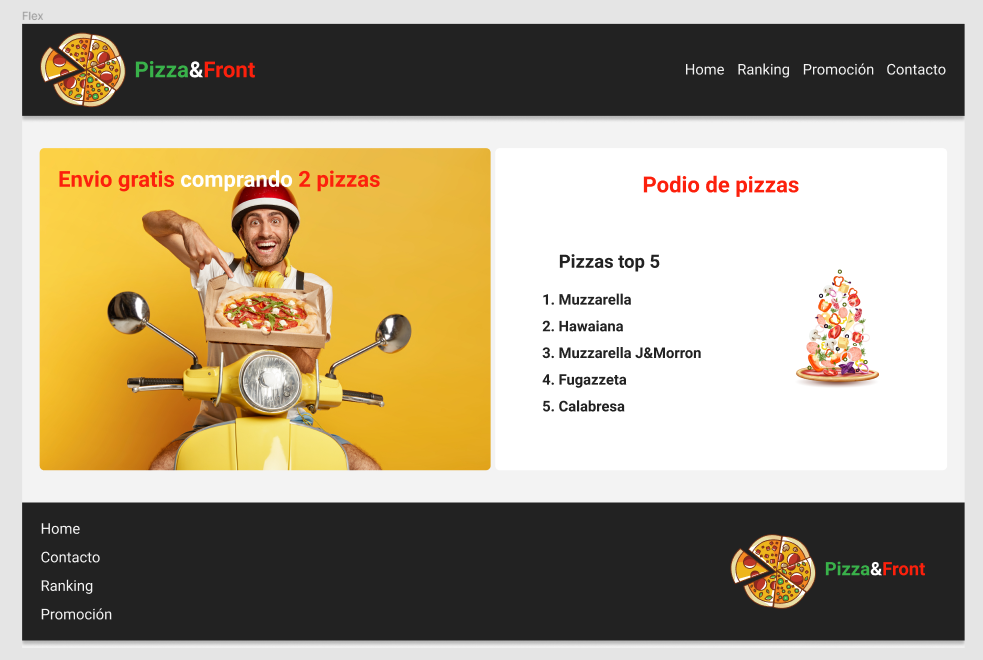 Flex
Pizza&Front
Home Ranking Promoción Contacto
Envio gratis comprando 2 pizzas
Podio de pizzas
Pizzas top 5
1. Muzzarella
2. Hawaiana
3. Muzzarella J&Morron
4. Fugazzeta
5. Calabresa
Home
Contacto
Ranking
Promoción
Pizza&Front